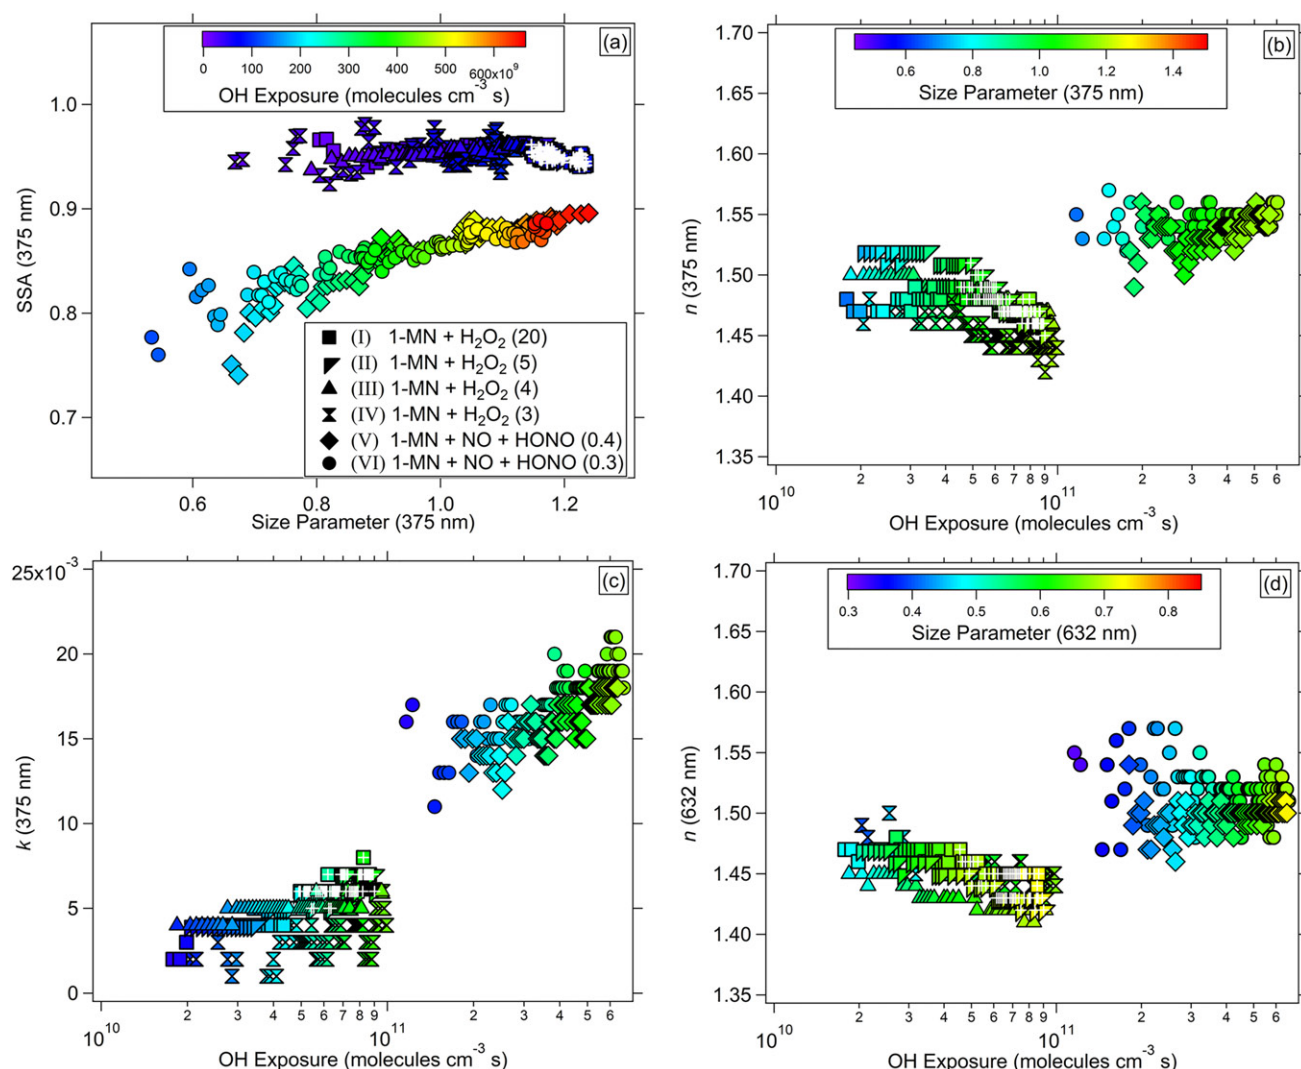 (a)
0 100 200 300 400 500 600x10⁹
OH Exposure (molecules cm⁻³ s)
SSA (375 nm)
1.0
0.9
0.8
0.7
(I) 1-MN + H₂O₂ (20)
(II) 1-MN + H₂O₂ (5)
(III) 1-MN + H₂O₂ (4)
(IV) 1-MN + H₂O₂ (3)
(V) 1-MN + NO + HONO (0.4)
(VI) 1-MN + NO + HONO (0.3)
0.6 0.8 1.0 1.2
Size Parameter (375 nm)
(b)
0.6 0.8 1.0 1.2 1.4
Size Parameter (375 nm)
n (375 nm)
1.70
1.65
1.60
1.55
1.50
1.45
1.40
1.35
10¹⁰ 2 3 4 5 6 7 8 9 10¹¹ 2 3 4 5 6
OH Exposure (molecules cm⁻³ s)
(c)
k (375 nm)
25x10⁻³
20
15
10
5
0
10¹⁰ 2 3 4 5 6 7 8 9 10¹¹ 2 3 4 5 6
OH Exposure (molecules cm⁻³ s)
(d)
0.3 0.4 0.5 0.6 0.7 0.8
Size Parameter (632 nm)
n (632 nm)
1.70
1.65
1.60
1.55
1.50
1.45
1.40
1.35
10¹⁰ 2 3 4 5 6 7 8 9 10¹¹ 2 3 4 5 6
OH Exposure (molecules cm⁻³ s)